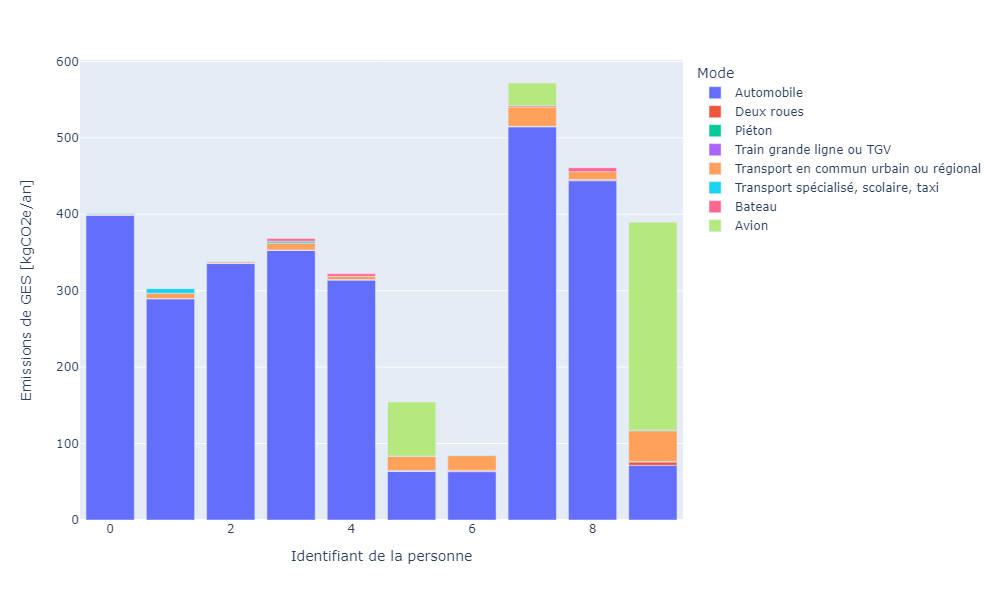 600
500
400
300
200
100
0
0
2
4
6
8
Identifiant de la personne
Emissions de GES [kgCO2e/an]
Mode
Automobile
Deux roues
Piéton
Train grande ligne ou TGV
Transport en commun urbain ou régional
Transport spécialisé, scolaire, taxi
Bateau
Avion